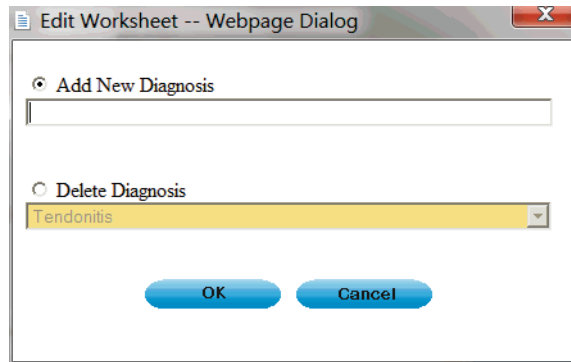 Edit Worksheet -- Webpage Dialog
Add New Diagnosis
Delete Diagnosis
Tendonitis
OK Cancel